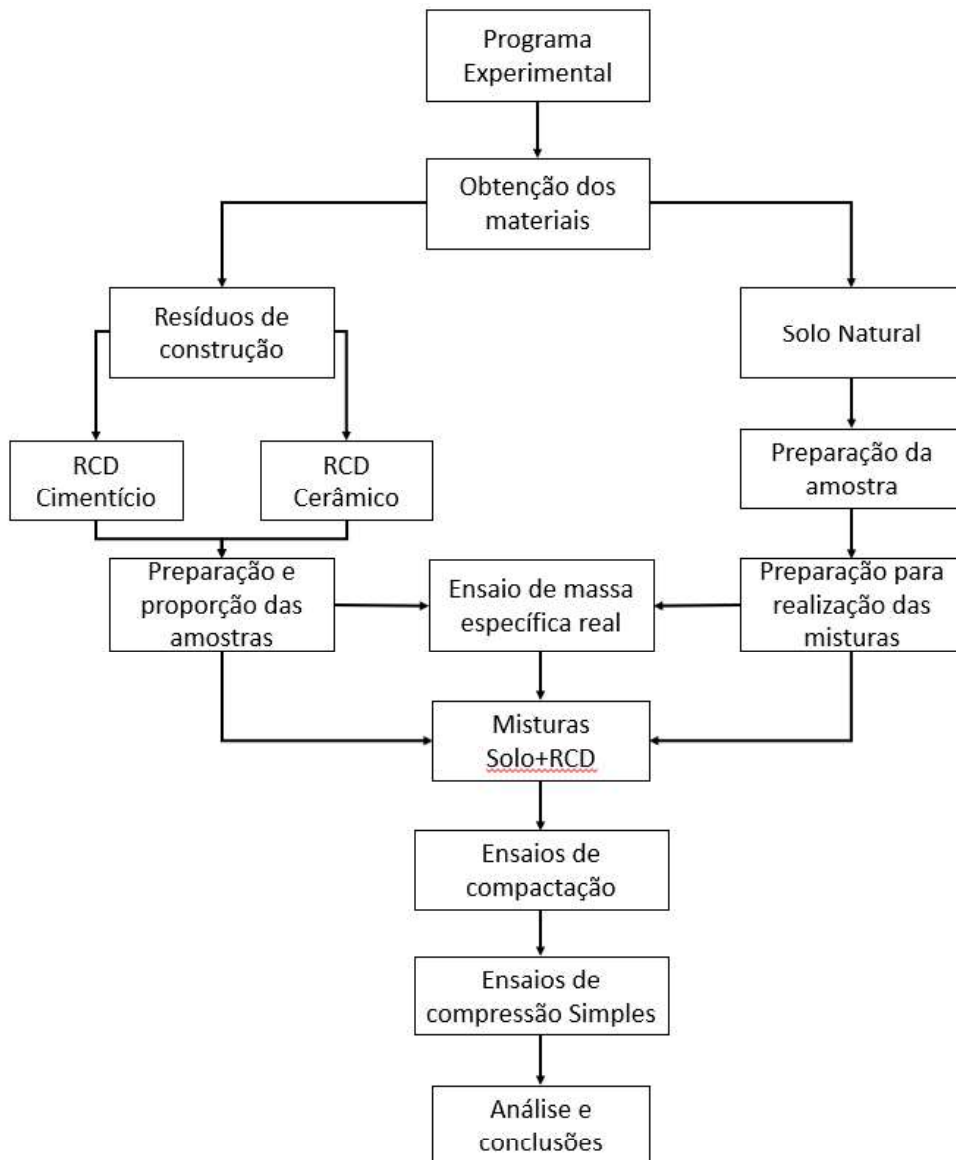 Programa
Experimental
Obtenção dos
materiais
Resíduos de
construção
Solo Natural
RCD
Cimentício
RCD
Cerâmico
Preparação da
amostra
Preparação e
proporção das
amostras
Ensaio de massa
específica real
Preparação para
realização das
misturas
Misturas
Solo+RCD
Ensaios de
compactação
Ensaios de
compressão Simples
Análise e
conclusões